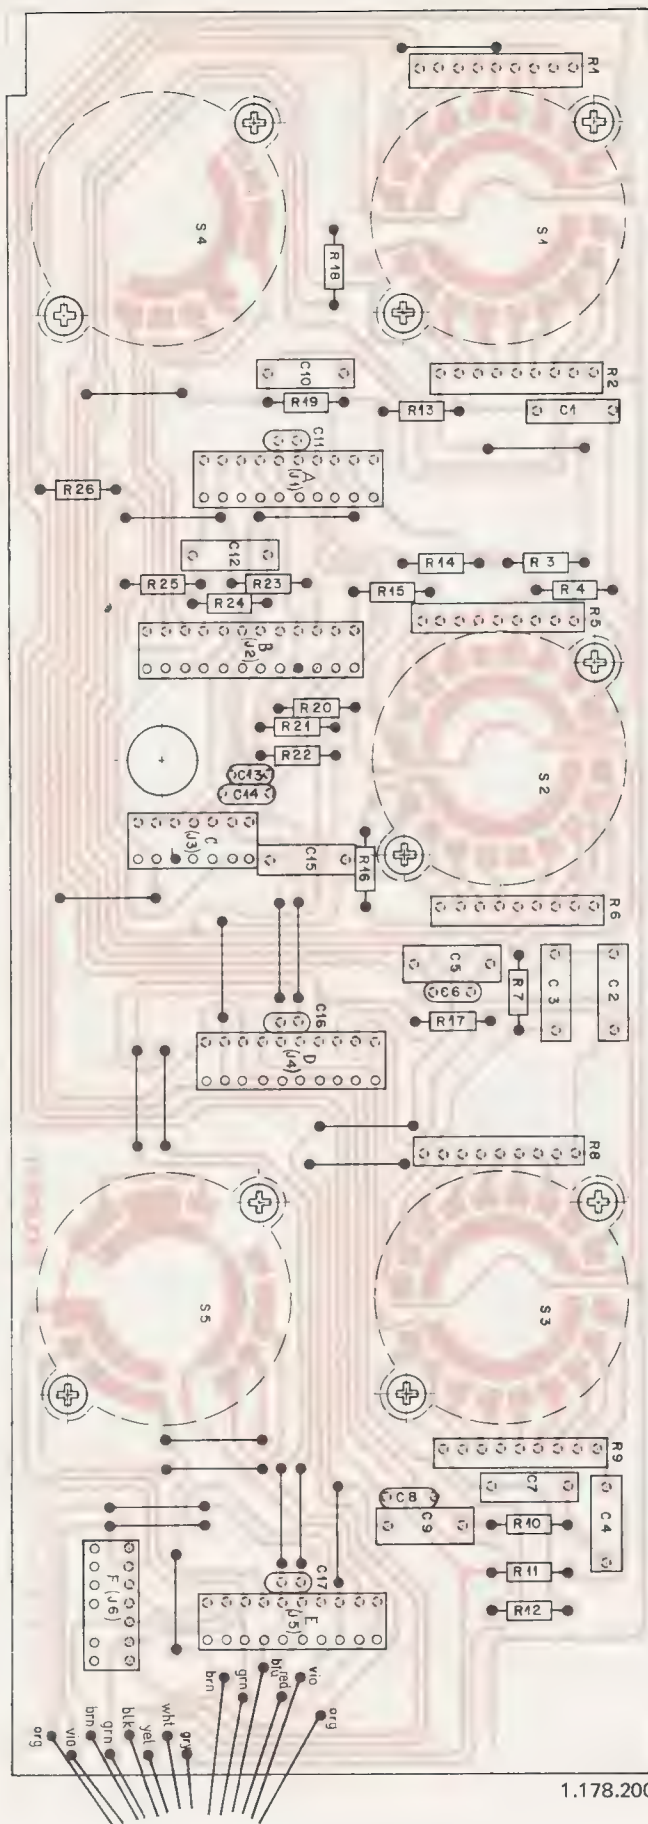 R1
S4
S1
R18
C10
R2
R19
R13
C1
C11
A
(J1)
R26
C12
R14
R3
R25
R23
R15
R4
R24
R5
B
(J2)
R20
R21
R22
S2
C13
C14
C
(J3)
C15
R16
R6
C5
C6
R7
C3
C2
C16
R17
D
(J4)
R8
S5
S3
R9
C8
C7
C9
R10
C4
F (J6)
C17
R11
E
(J5)
R12
brn
grn
blu
red
vio
org
org
vio
brn
grn
blk
yel
wht
gry
1.178.200